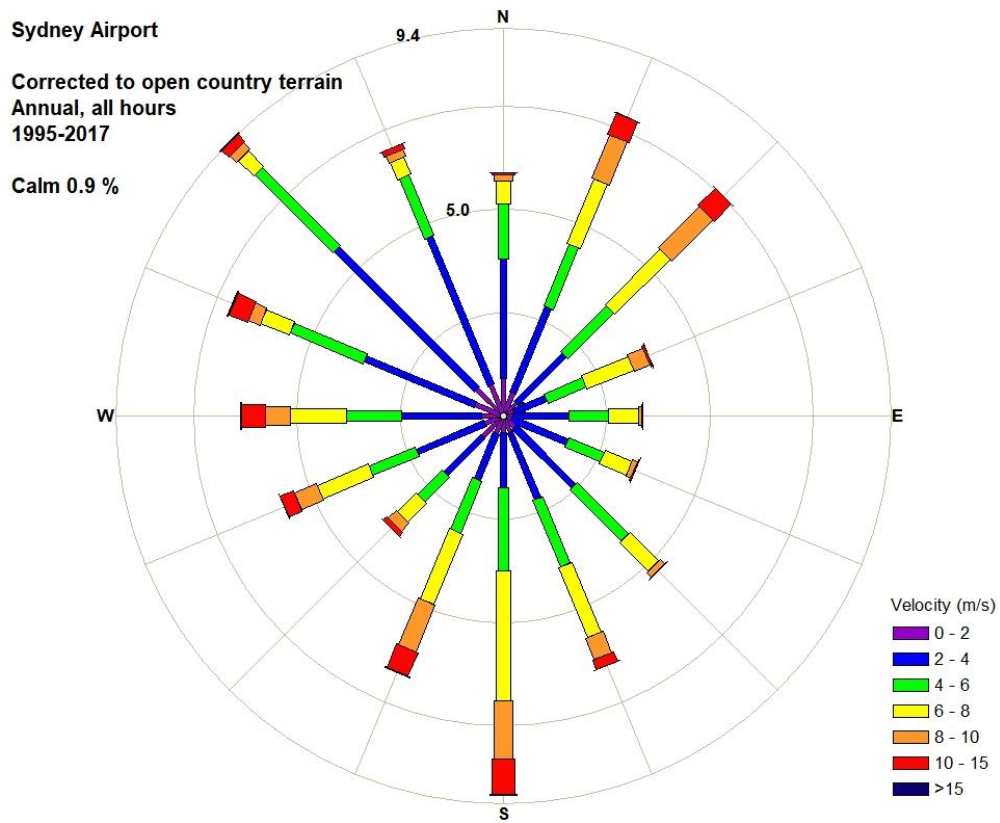 Sydney Airport
Corrected to open country terrain
Annual, all hours
1995-2017
Calm 0.9 %
N
9.4
5.0
W
E
S
Velocity (m/s)
0 - 2
2 - 4
4 - 6
6 - 8
8 - 10
10 - 15
>15